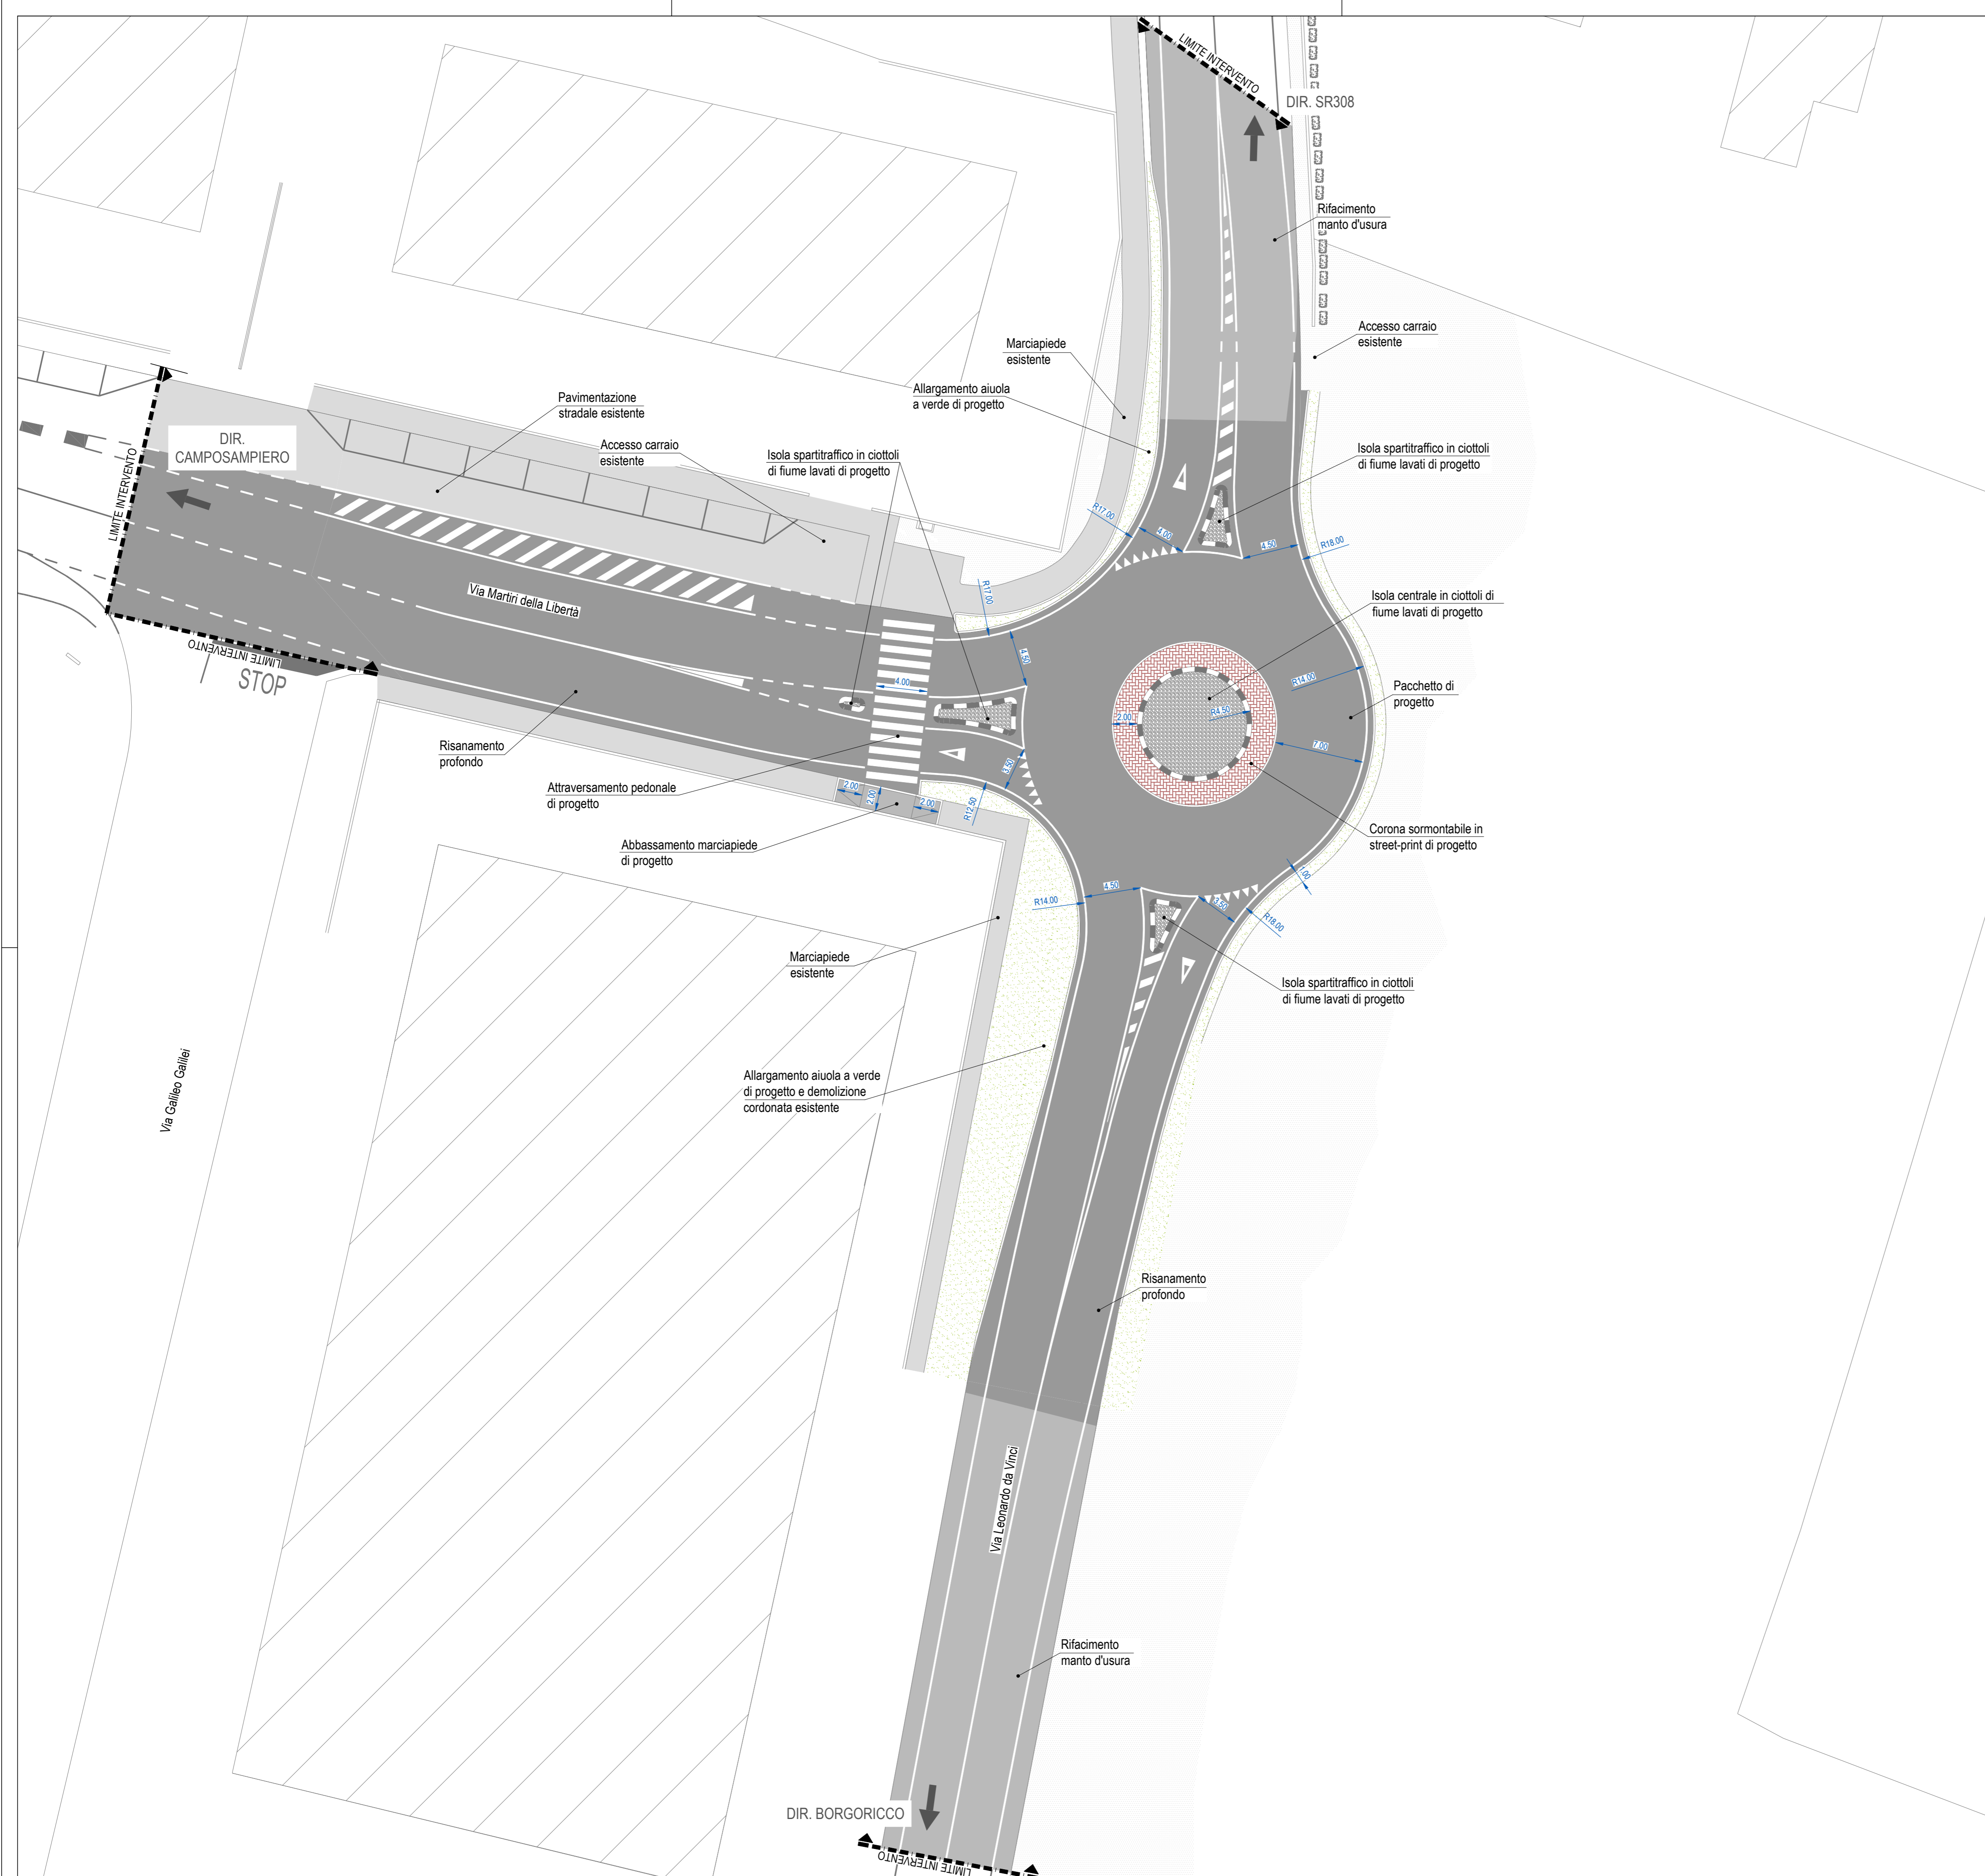 LIMITE INTERVENTO
DIR. SR308
Rifacimento
manto d'usura
Accesso carraio
esistente
Marciapiede
esistente
Allargamento aiuola
a verde di progetto
Pavimentazione
stradale esistente
DIR.
CAMPOSAMPIERO
Accesso carraio
esistente
Isola spartitraffico in ciottoli
di fiume lavati di progetto
Isola spartitraffico in ciottoli
di fiume lavati di progetto
LIMITE INTERVENTO
R17.00
4.00
4.50
R18.00
Via Martiri della Libertà
R17.00
Isola centrale in ciottoli di
fiume lavati di progetto
LIMITE INTERVENTO
STOP
4.50
4.00
R14.00
Pacchetto di
progetto
2.00
R4.50
7.00
Risanamento
profondo
3.50
Attraversamento pedonale
di progetto
2.00
2.00
2.00
R12.50
Corona sormontabile in
street-print di progetto
Abbassamento marciapiede
di progetto
1.00
4.50
R14.00
3.50
R18.00
Marciapiede
esistente
Isola spartitraffico in ciottoli
di fiume lavati di progetto
Via Galileo Galilei
Allargamento aiuola a verde
di progetto e demolizione
cordonata esistente
Risanamento
profondo
Via Leonardo da Vinci
Rifacimento
manto d'usura
DIR. BORGORICCO
LIMITE INTERVENTO